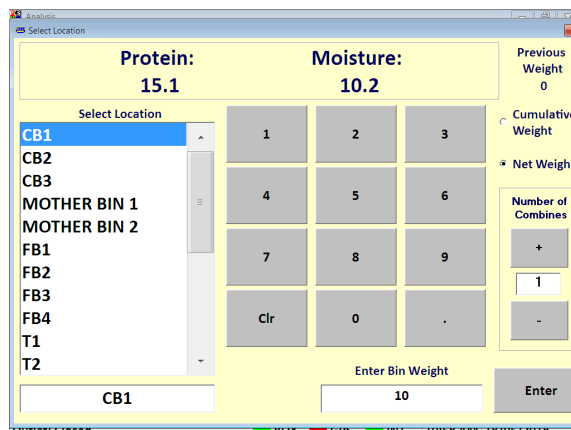 Analysis
Select Location
Protein:
15.1
Moisture:
10.2
Previous
Weight
0
Select Location
CB1
CB2
CB3
MOTHER BIN 1
MOTHER BIN 2
FB1
FB2
FB3
FB4
T1
T2
CB1
1 2 3
4 5 6
7 8 9
Clr 0 .
Enter Bin Weight
10
Cumulative
Weight
Net Weigh
Number of
Combines
+
1
-
Enter